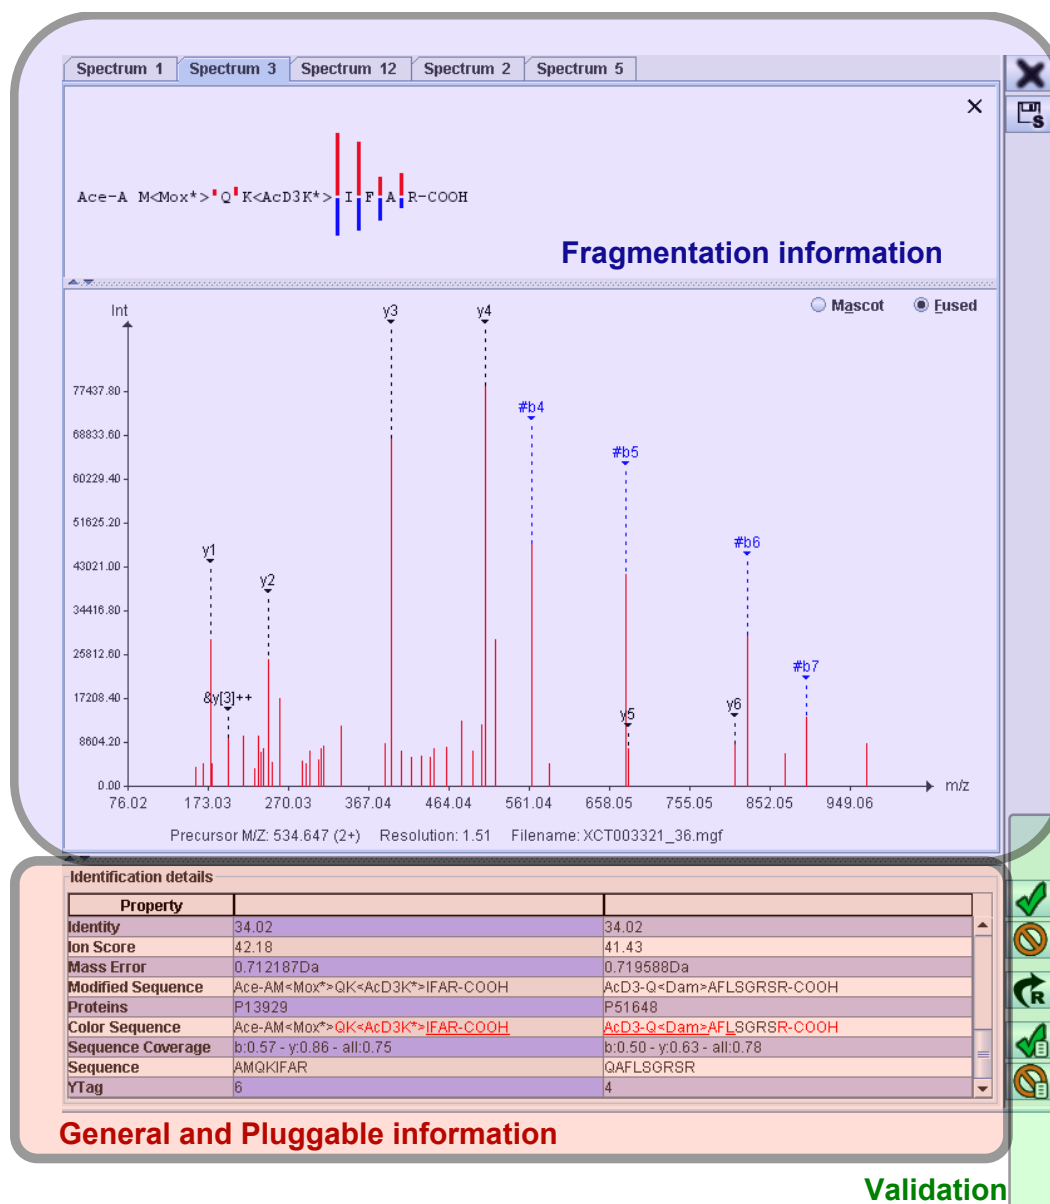 Spectrum 1 Spectrum 3 Spectrum 12 Spectrum 2 Spectrum 5
S
Ace-A M<Mox*> Q K<AcD3K*> I F A R-COOH
Fragmentation information
Int
Mascot Fused
y3 y4
77437.80
#b4
68833.60
#b5
60229.40
51625.20
#b6
y1
43021.00
y2
34416.80
25812.60
#b7
17208.40
&y[3]++
y5 y6
8604.20
0.00
m/z
76.02 173.03 270.03 367.04 464.04 561.04 658.05 755.05 852.05 949.06
Precursor M/Z: 534.647 (2+) Resolution: 1.51 Filename: XCT003321_36.mgf
Identification details
Property
Identity 34.02 34.02
Ion Score 42.18 41.43
Mass Error 0.712187Da 0.719588Da
Modified Sequence Ace-AM<Mox*>QK<AcD3K*>IFAR-COOH AcD3-Q<Dam>AFLSGRSR-COOH
Proteins P13929 P51648
Color Sequence Ace-AM<Mox*>QK<AcD3K*>IFAR-COOH AcD3-Q<Dam>AFLSGRSR-COOH
Sequence Coverage b:0.57 - y:0.86 - all:0.75 b:0.50 - y:0.63 - all:0.78
Sequence AMQKIFAR QAFLSGRSR
YTag 6 4
R
General and Pluggable information
Validation